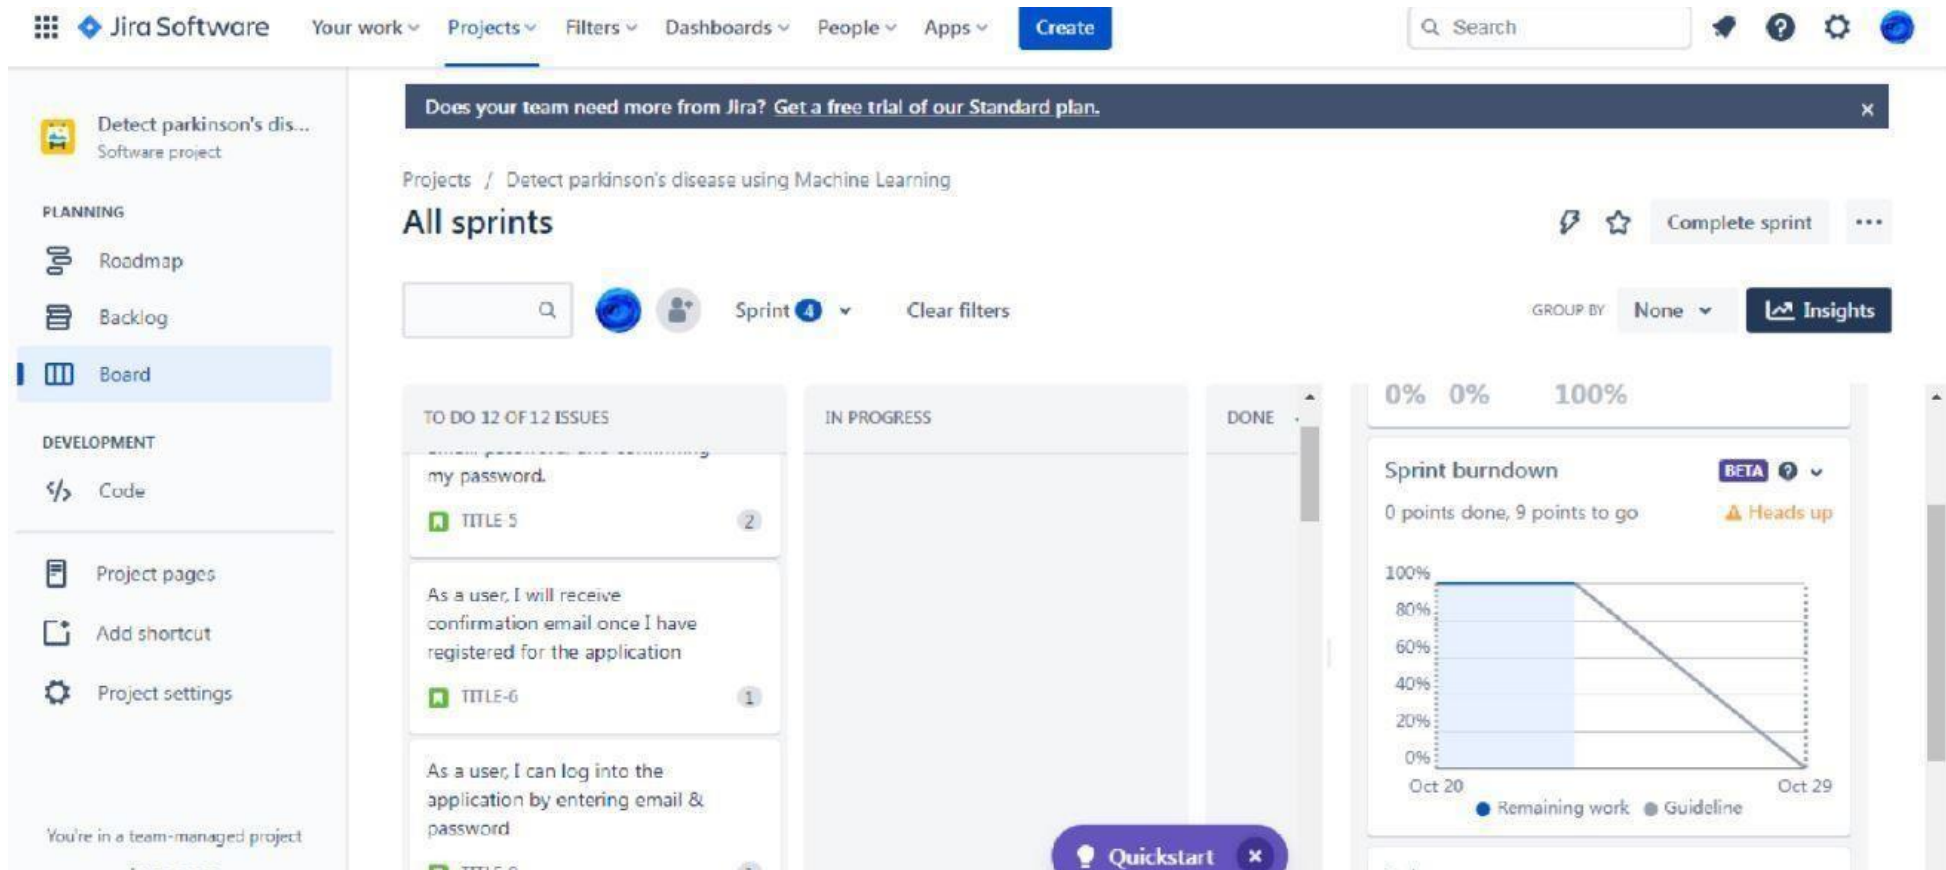 Jira Software Your work Projects Filters Dashboards People Apps Create Search
Does your team need more from Jira? Get a free trial of our Standard plan.
Detect parkinson's dis...
Software project
PLANNING
Roadmap
Backlog
Board
DEVELOPMENT
Code
Project pages
Add shortcut
Project settings
You're in a team-managed project
Projects / Detect parkinson's disease using Machine Learning
All sprints
Complete sprint
Sprint 4 Clear filters
GROUP BY None Insights
TO DO 12 OF 12 ISSUES
my password.
TITLE-5 2
As a user, I will receive
confirmation email once I have
registered for the application
TITLE-6 1
As a user, I can log into the
application by entering email &
password
IN PROGRESS
DONE
0% 0% 100%
Sprint burndown BETA
0 points done, 9 points to go Heads up
100%
80%
60%
40%
20%
0%
Oct 20 Oct 29
Remaining work Guideline
Quickstart